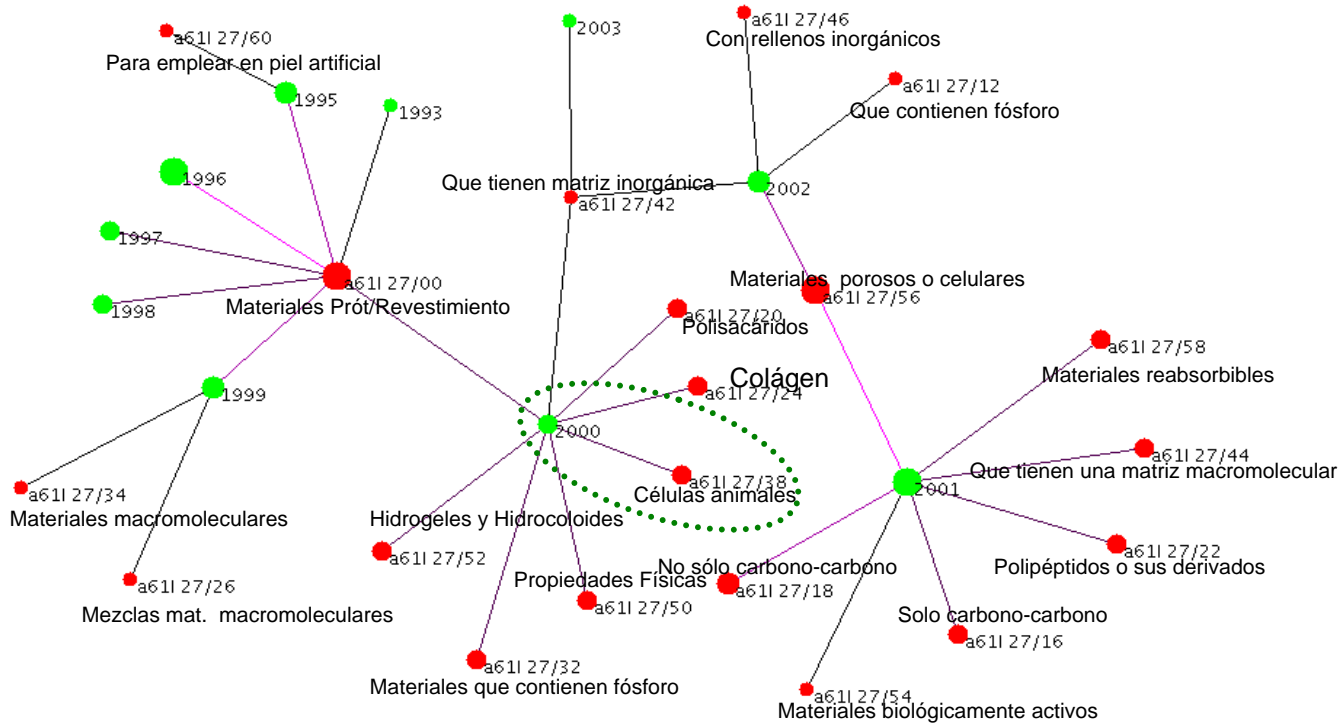 2003
a61l 27/46
Con rellenos inorgánicos
a61l 27/60
Para emplear en piel artificial
a61l 27/12
Que contienen fósforo
1995
1993
1996
Que tienen matriz inorgánica
a61l 27/42
2002
1997
a61l 27/00
Materiales Prót/Revestimiento
Materiales porosos o celulares
a61l 27/56
1998
a61l 27/20
Polisacáridos
a61l 27/58
Materiales reabsorbibles
Colágen
a61l 27/24
1999
2000
a61l 27/44
Que tienen una matriz macromolecular
a61l 27/38
Células animales
2001
a61l 27/34
Materiales macromoleculares
Hidrogeles y Hidrocoloides
a61l 27/52
a61l 27/22
Polipéptidos o sus derivados
No sólo carbono-carbono
a61l 27/18
Propiedades Físicas
a61l 27/50
a61l 27/26
Mezclas mat. macromoleculares
Solo carbono-carbono
a61l 27/16
a61l 27/32
Materiales que contienen fósforo
a61l 27/54
Materiales biológicamente activos